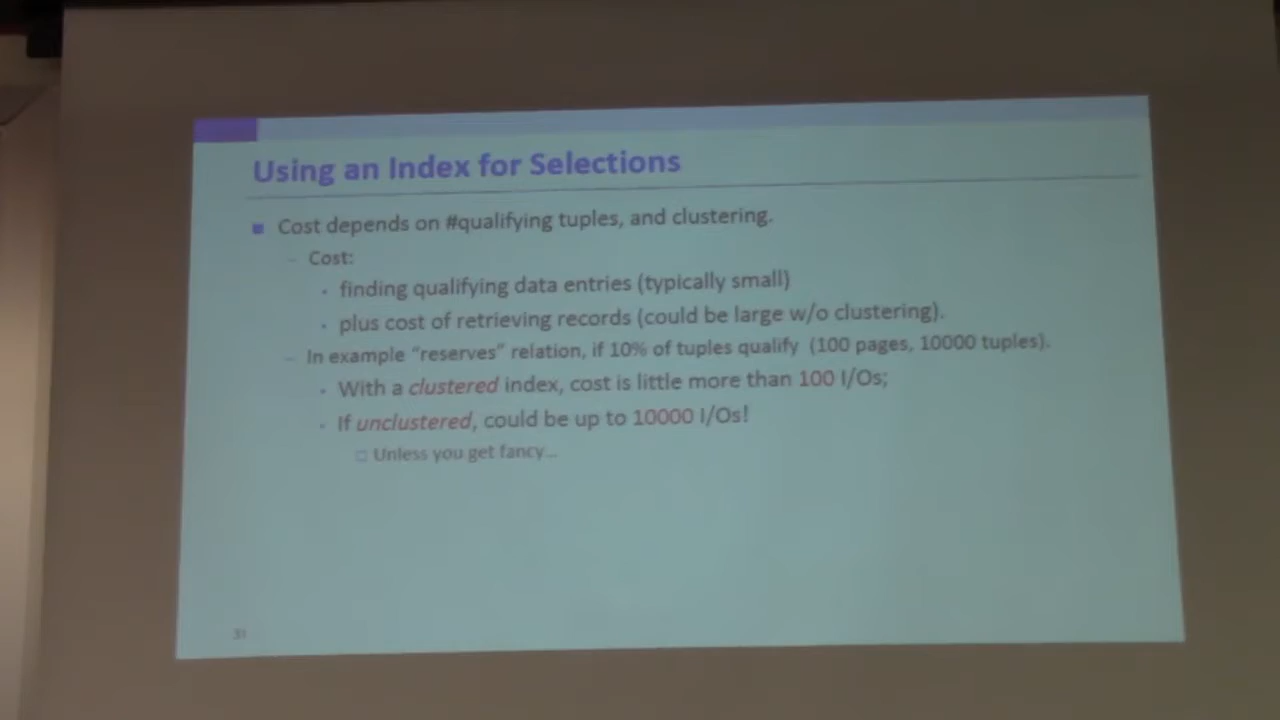 Using an Index for Selections
Cost depends on #qualifying tuples, and clustering.
Cost:
finding qualifying data entries (typically small)
plus cost of retrieving records (could be large w/o clustering).
In example “reserves” relation, if 10% of tuples qualify (100 pages, 10000 tuples).
With a clustered index, cost is little more than 100 I/Os;
If unclustered, could be up to 10000 I/Os!
Unless you get fancy…
31